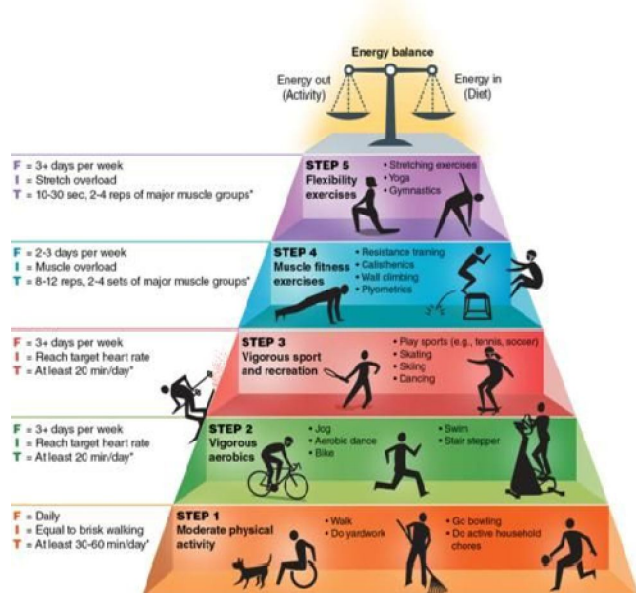 Energy balance
Energy out
(Activity)
Energy in
(Diet)
F = 3+ days per week
I = Stretch overload
T = 10-30 sec, 2-4 reps of major muscle groups*
STEP 5
Flexibility
exercises
• Stretching exercises
• Yoga
• Gymnastics
F = 2-3 days per week
I = Muscle overload
T = 8-12 reps, 2-4 sets of major muscle groups*
STEP 4
Muscle fitness
exercises
• Resistance training
• Calisthenics
• Wall climbing
• Plyometrics
F = 3+ days per week
I = Reach target heart rate
T = At least 20 min/day*
STEP 3
Vigorous sport
and recreation
• Play sports (e.g., tennis, soccer)
• Skating
• Skiing
• Dancing
F = 3+ days per week
I = Reach target heart rate
T = At least 20 min/day*
STEP 2
Vigorous
aerobics
• Jog
• Aerobic dance
• Bike
• Swim
• Stair stepper
F = Daily
I = Equal to brisk walking
T = At least 30-60 min/day*
STEP 1
Moderate physical
activity
• Walk
• Do yardwork
• Go bowling
• Do active household
chores